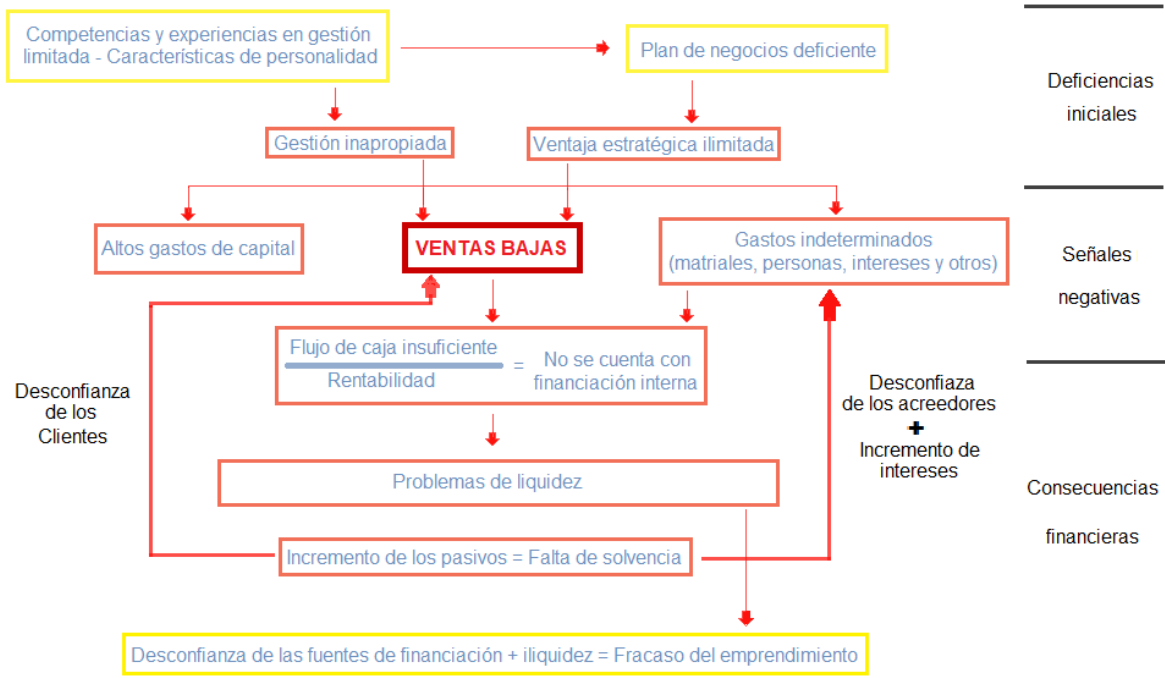 Competencias y experiencias en gestión
limitada - Características de personalidad
Plan de negocios deficiente
Deficiencias
iniciales
Gestión inapropiada
Ventaja estratégica ilimitada
Altos gastos de capital
VENTAS BAJAS
Gastos indeterminados
(matriales, personas, intereses y otros)
Señales
negativas
Flujo de caja insuficiente
Rentabilidad
=
No se cuenta con
financiación interna
Desconfianza
de los
Clientes
Desconfiaza
de los acreedores
+
Incremento de
intereses
Problemas de liquidez
Consecuencias
financieras
Incremento de los pasivos = Falta de solvencia
Desconfianza de las fuentes de financiación + iliquidez = Fracaso del emprendimiento